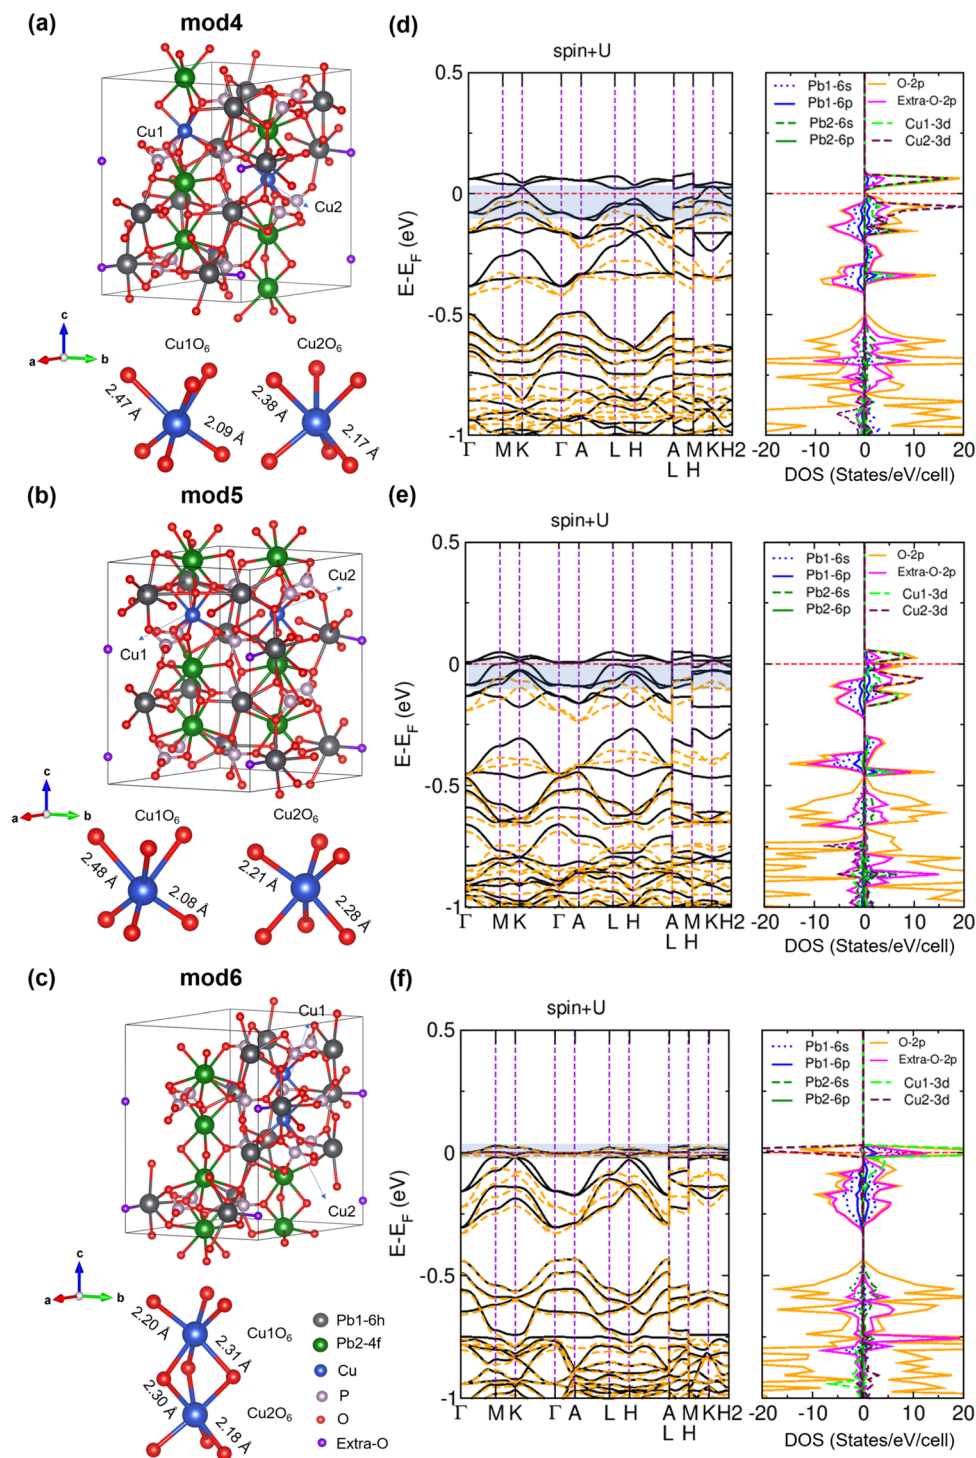 (a) mod4
Cu1
Cu2
c
a
b
Cu1O₆
Cu2O₆
2.47 Å
2.09 Å
2.38 Å
2.17 Å
(d)
spin+U
0.5
0
-0.5
-1
E-E_F (eV)
Γ M K Γ A L H A M K H2
L H
Pb1-6s
Pb1-6p
Pb2-6s
Pb2-6p
O-2p
Extra-O-2p
Cu1-3d
Cu2-3d
-20 -10 0 10 20
DOS (States/eV/cell)
(b) mod5
Cu2
Cu1
c
a
b
Cu1O₆
Cu2O₆
2.48 Å
2.08 Å
2.21 Å
2.28 Å
(e)
spin+U
0.5
0
-0.5
-1
E-E_F (eV)
Γ M K Γ A L H A M K H2
L H
Pb1-6s
Pb1-6p
Pb2-6s
Pb2-6p
O-2p
Extra-O-2p
Cu1-3d
Cu2-3d
-20 -10 0 10 20
DOS (States/eV/cell)
(c) mod6
Cu1
Cu2
c
a
b
2.20 Å
2.31 Å
Cu1O₆
2.30 Å
2.18 Å
Cu2O₆
Pb1-6h
Pb2-4f
Cu
P
O
Extra-O
(f)
spin+U
0.5
0
-0.5
-1
E-E_F (eV)
Γ M K Γ A L H A M K H2
L H
Pb1-6s
Pb1-6p
Pb2-6s
Pb2-6p
O-2p
Extra-O-2p
Cu1-3d
Cu2-3d
-20 -10 0 10 20
DOS (States/eV/cell)